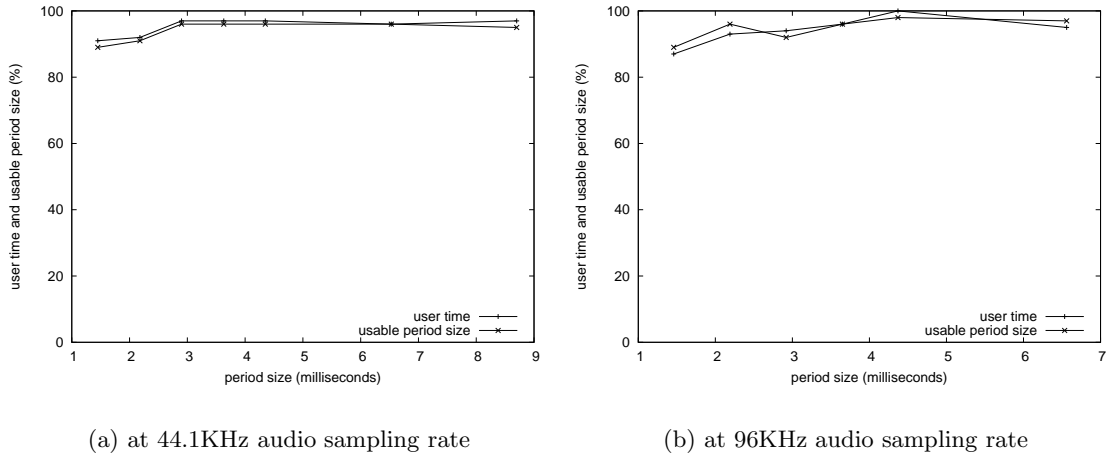 100
80
60
40
20
0
1 2 3 4 5 6 7 8 9
user time and usable period size (%)
period size (milliseconds)
user time
usable period size
(a) at 44.1KHz audio sampling rate
100
80
60
40
20
0
1 2 3 4 5 6 7
user time and usable period size (%)
period size (milliseconds)
user time
usable period size
(b) at 96KHz audio sampling rate